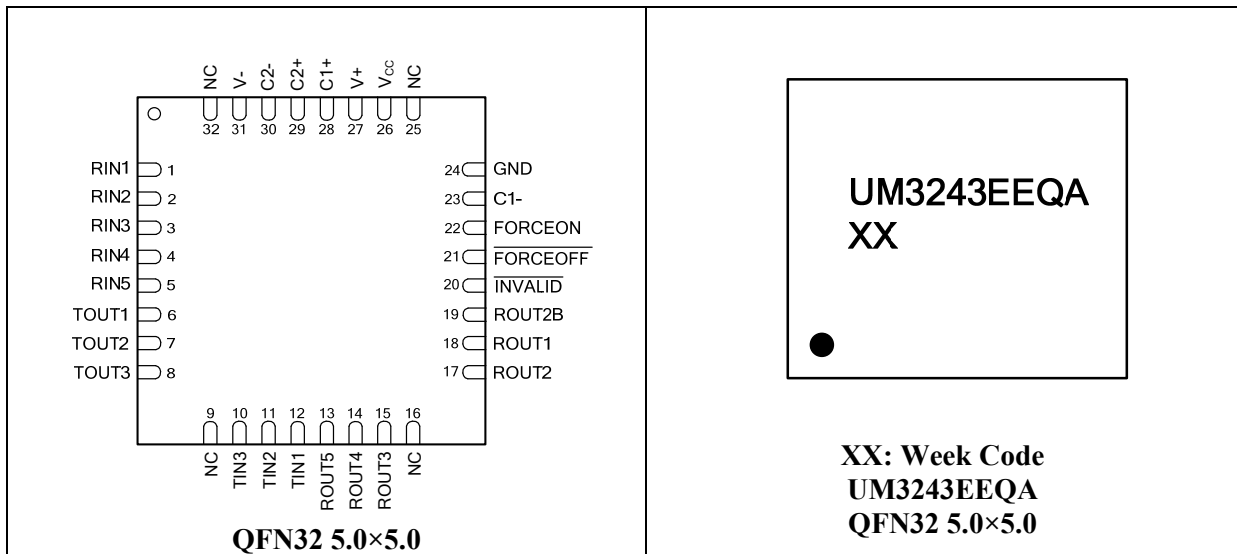 NC V- C2- C2+ C1+ V+ VCC NC
32 31 30 29 28 27 26 25
RIN1 1
RIN2 2
RIN3 3
RIN4 4
RIN5 5
TOUT1 6
TOUT2 7
TOUT3 8
24 GND
23 C1-
22 FORCEON
21 FORCEOFF
20 INVALID
19 ROUT2B
18 ROUT1
17 ROUT2
9 10 11 12 13 14 15 16
NC TIN3 TIN2 TIN1 ROUT5 ROUT4 ROUT3 NC
QFN32 5.0×5.0
UM3243EEQA
XX
XX: Week Code
UM3243EEQA
QFN32 5.0×5.0